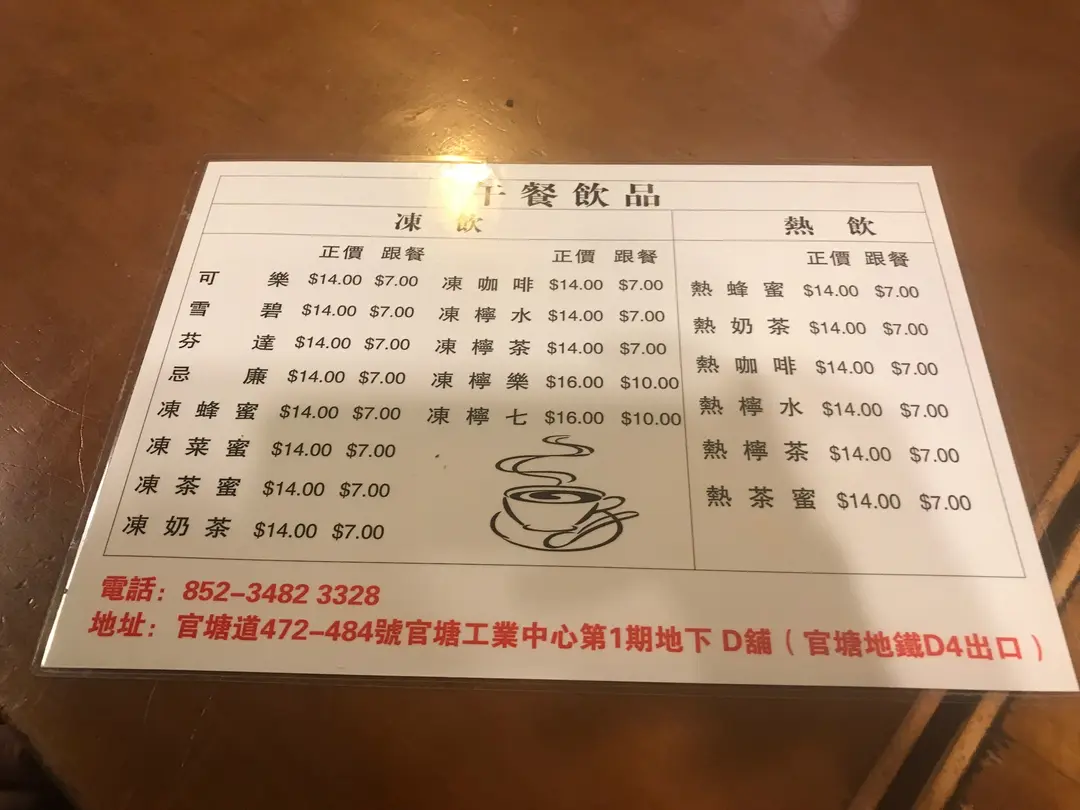 午餐飲品
凍 飲
熱 飲
正價 跟餐 正價 跟餐 正價 跟餐
可樂 $14.00 $7.00 凍咖啡 $14.00 $7.00 熱蜂蜜 $14.00 $7.00
雪碧 $14.00 $7.00 凍檸水 $14.00 $7.00 熱奶茶 $14.00 $7.00
芬達 $14.00 $7.00 凍檸茶 $14.00 $7.00 熱咖啡 $14.00 $7.00
忌廉 $14.00 $7.00 凍檸樂 $16.00 $10.00 熱檸水 $14.00 $7.00
凍蜂蜜 $14.00 $7.00 凍檸七 $16.00 $10.00 熱檸茶 $14.00 $7.00
凍菜蜜 $14.00 $7.00 熱茶蜜 $14.00 $7.00
凍茶蜜 $14.00 $7.00
凍奶茶 $14.00 $7.00
電話：852-3482 3328
地址：官塘道472-484號官塘工業中心第1期地下 D舖（官塘地鐵D4出口）